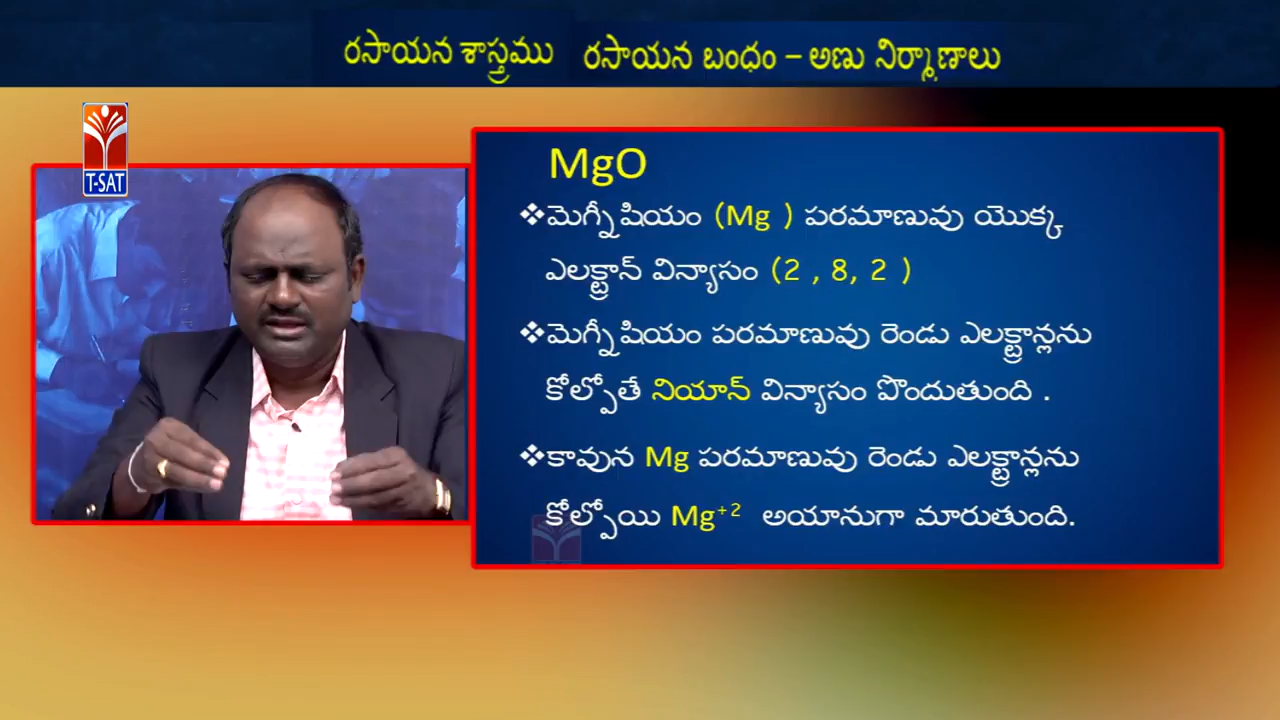 రసాయన శాస్త్రము రసాయన బంధం – అణు నిర్మాణాలు
T-SAT
MgO
❖మెగ్నీషియం (Mg ) పరమాణువు యొక్క
ఎలక్ట్రాన్ విన్యాసం (2 , 8, 2 )
❖మెగ్నీషియం పరమాణువు రెండు ఎలక్ట్రాన్లను
కోల్పోతే నియాన్ విన్యాసం పొందుతుంది .
❖కావున Mg పరమాణువు రెండు ఎలక్ట్రాన్లను
కోల్పోయి Mg⁺² అయానుగా మారుతుంది.